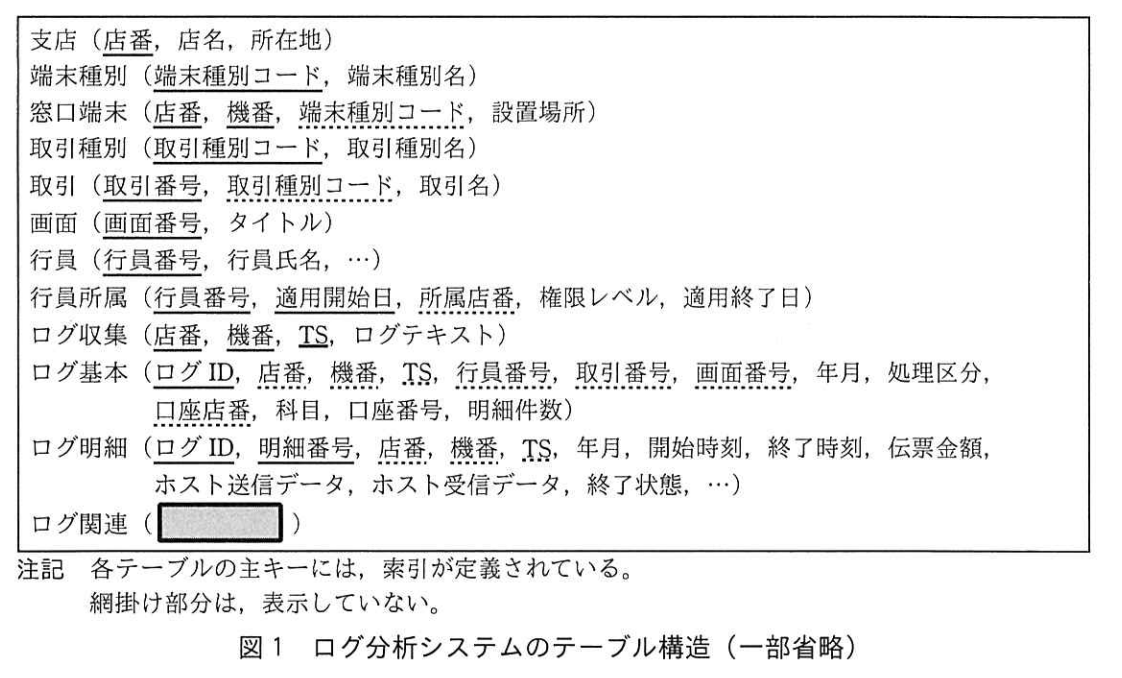 支店（店番，店名，所在地）
端末種別（端末種別コード，端末種別名）
窓口端末（店番，機番，端末種別コード，設置場所）
取引種別（取引種別コード，取引種別名）
取引（取引番号，取引種別コード，取引名）
画面（画面番号，タイトル）
行員（行員番号，行員氏名，…）
行員所属（行員番号，適用開始日，所属店番，権限レベル，適用終了日）
ログ収集（店番，機番，TS，ログテキスト）
ログ基本（ログ ID，店番，機番，TS，行員番号，取引番号，画面番号，年月，処理区分，
口座店番，科目，口座番号，明細件数）
ログ明細（ログ ID，明細番号，店番，機番，TS，年月，開始時刻，終了時刻，伝票金額，
ホスト送信データ，ホスト受信データ，終了状態，…）
ログ関連（ ）
注記 各テーブルの主キーには，索引が定義されている。
網掛け部分は，表示していない。
図1 ログ分析システムのテーブル構造（一部省略）